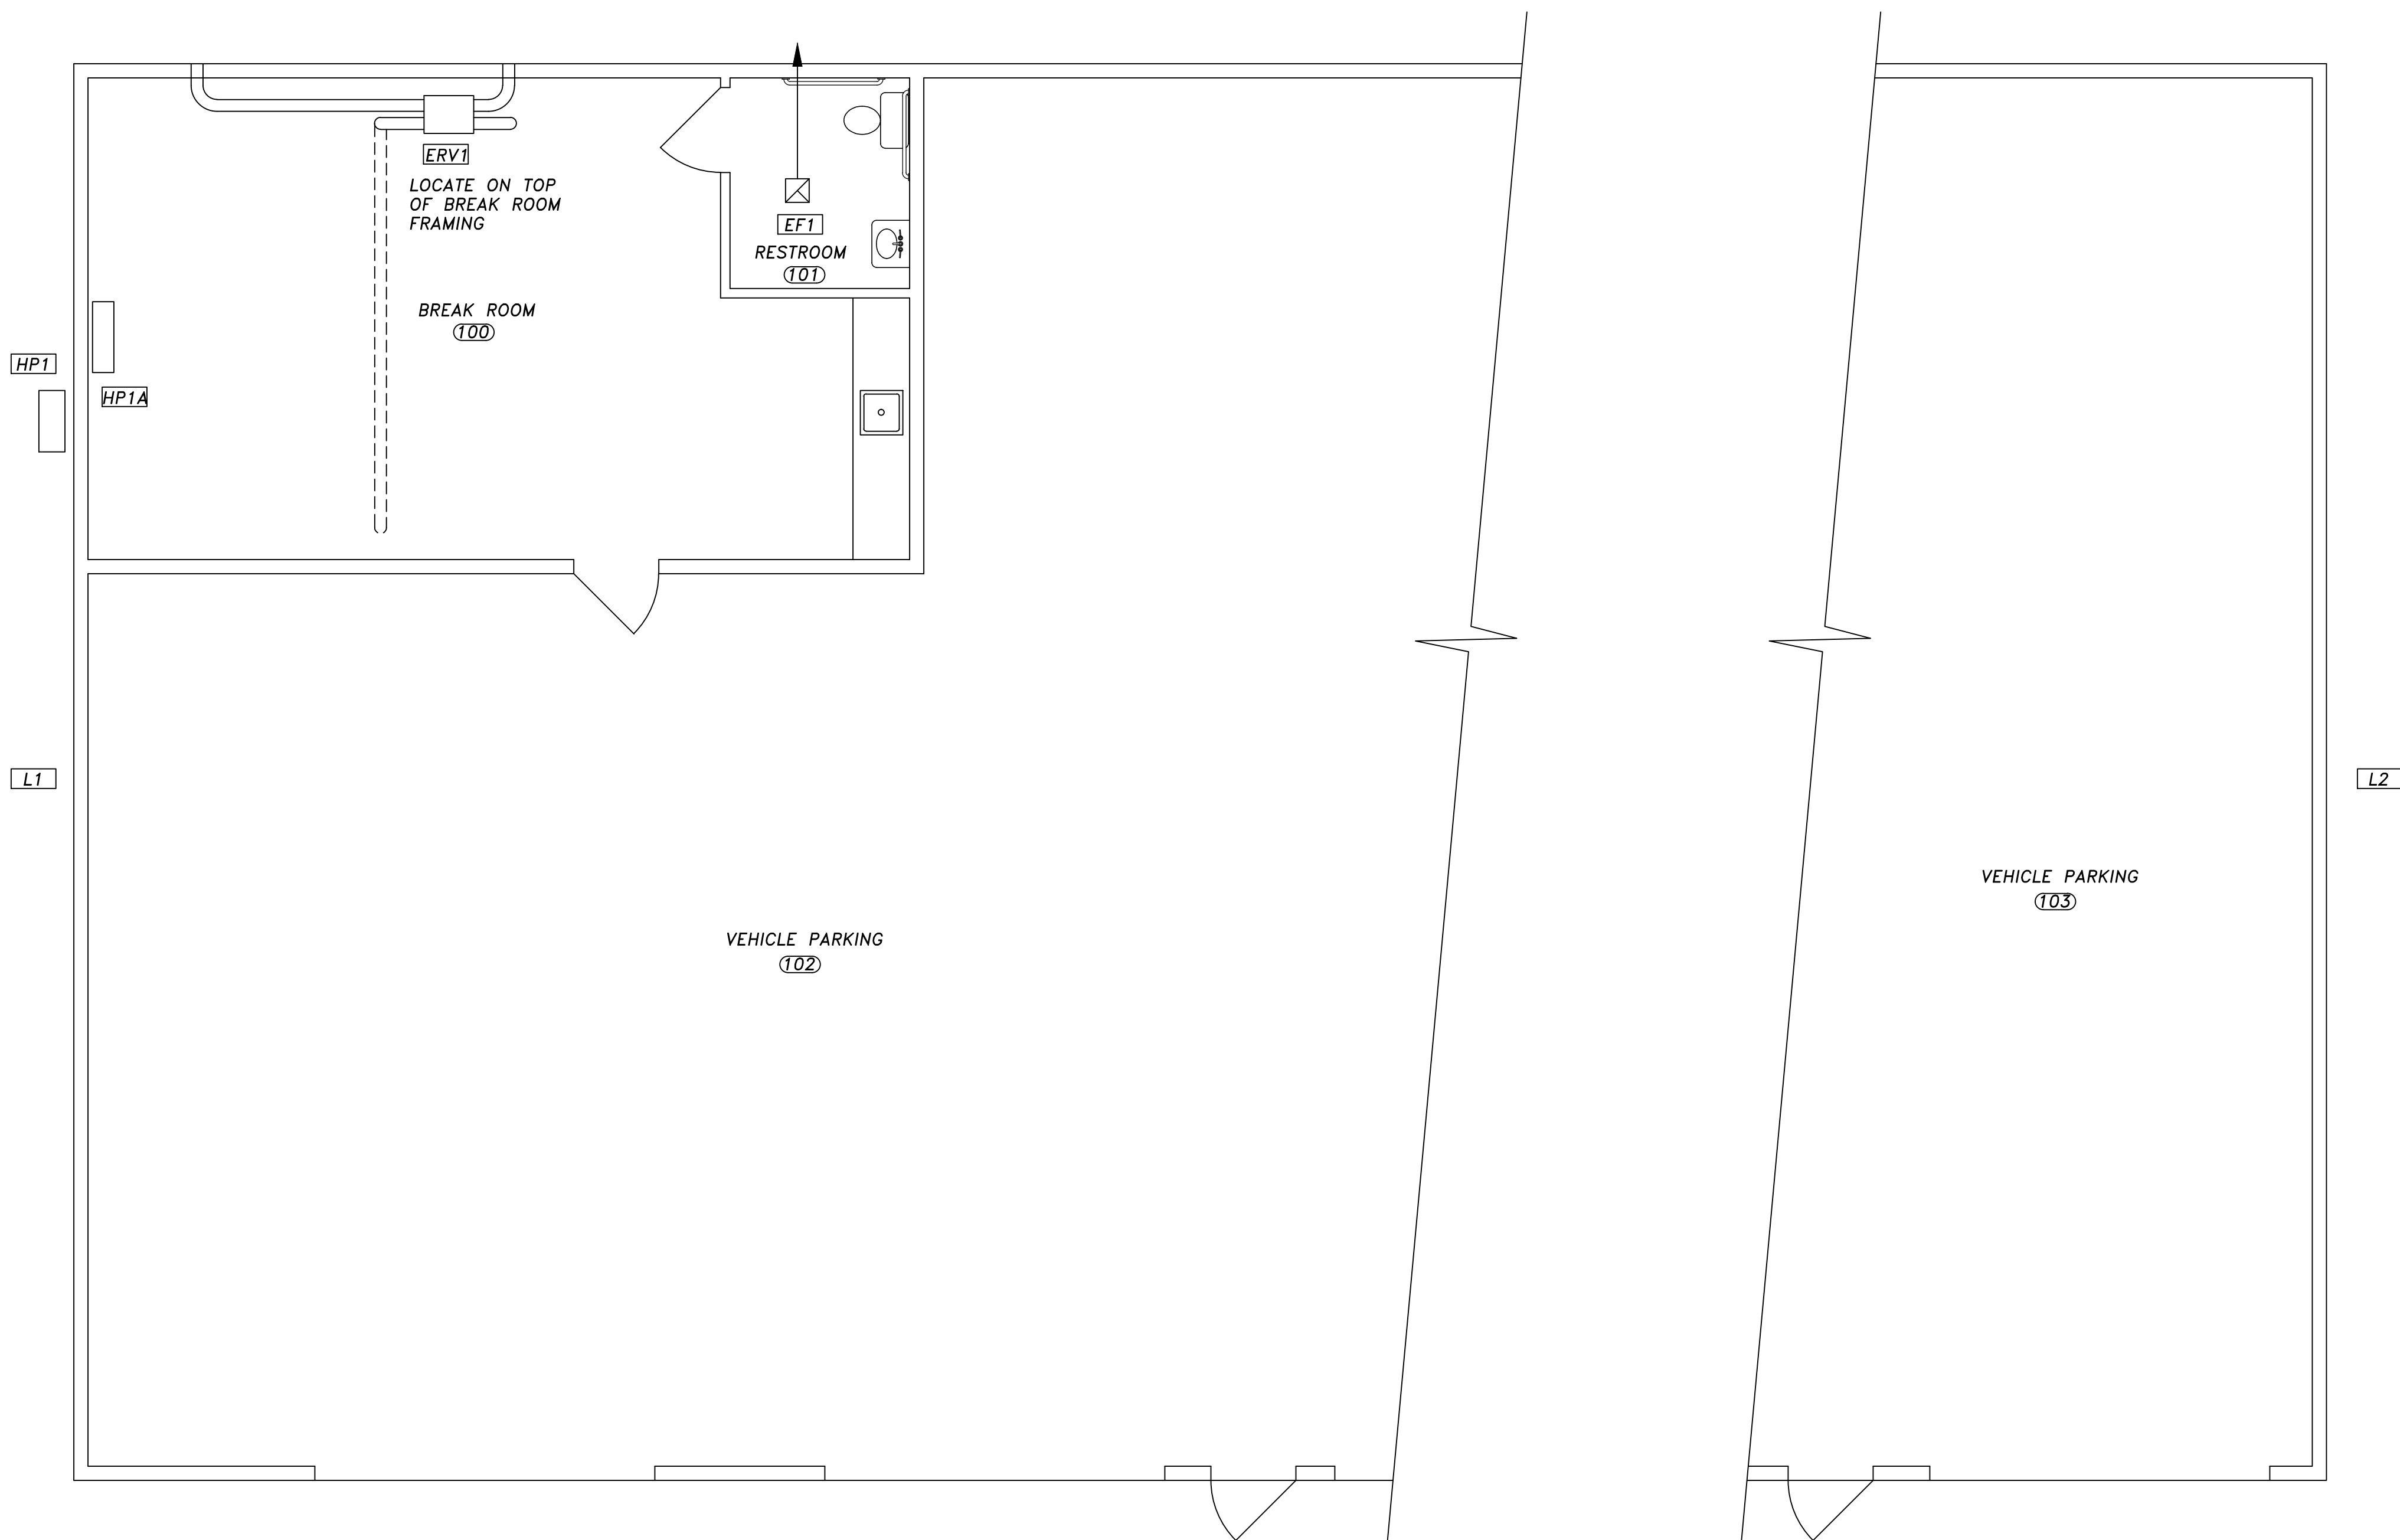 ERV1
LOCATE ON TOP
OF BREAK ROOM
FRAMING
EF1
RESTROOM
101
BREAK ROOM
100
HP1
HP1A
L1
L2
VEHICLE PARKING
103
VEHICLE PARKING
102